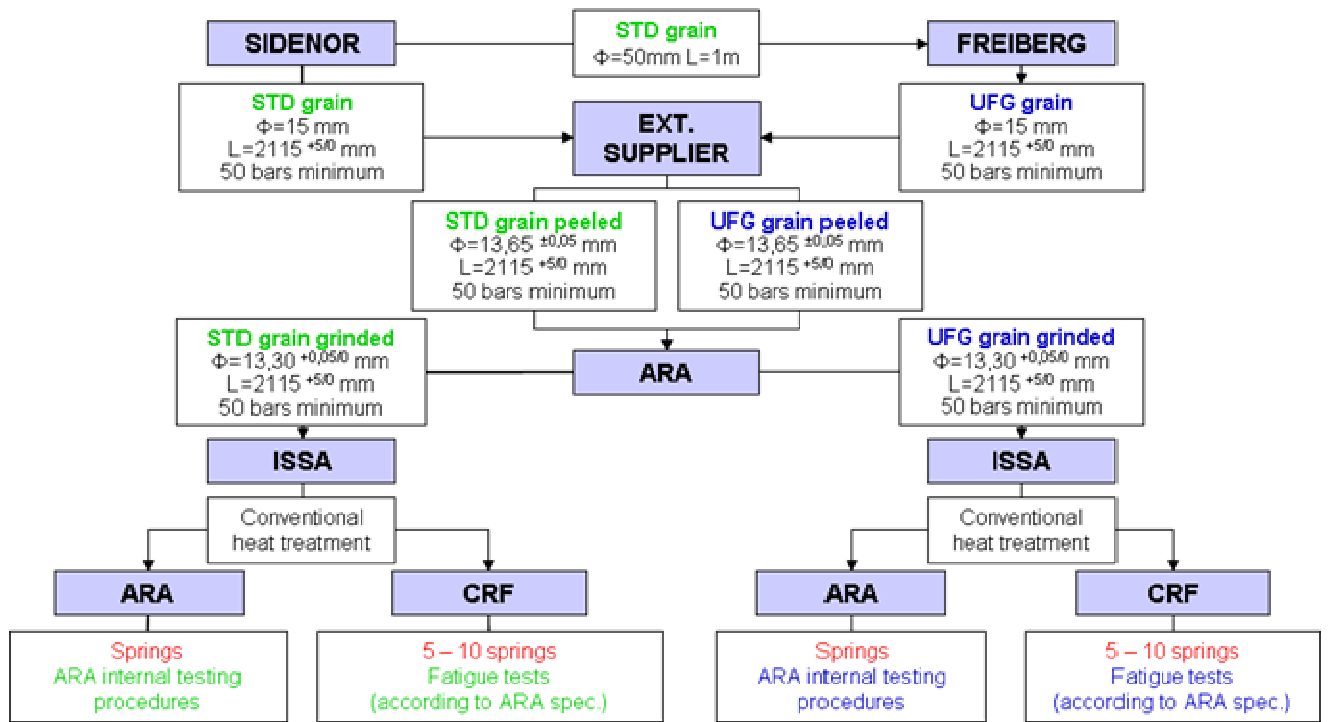 SIDENOR
STD grain
Φ=50mm L=1m
FREIBERG
STD grain
Φ=15 mm
L=2115 +5/0 mm
50 bars minimum
EXT.
SUPPLIER
UFG grain
Φ=15 mm
L=2115 +5/0 mm
50 bars minimum
STD grain peeled
Φ=13,65 ±0,05 mm
L=2115 +5/0 mm
50 bars minimum
UFG grain peeled
Φ=13,65 ±0,05 mm
L=2115 +5/0 mm
50 bars minimum
STD grain grinded
Φ=13,30 +0,05/0 mm
L=2115 +5/0 mm
50 bars minimum
ARA
UFG grain grinded
Φ=13,30 +0,05/0 mm
L=2115 +5/0 mm
50 bars minimum
ISSA
ISSA
Conventional
heat treatment
Conventional
heat treatment
ARA
CRF
ARA
CRF
Springs
ARA internal testing
procedures
5 – 10 springs
Fatigue tests
(according to ARA spec.)
Springs
ARA internal testing
procedures
5 – 10 springs
Fatigue tests
(according to ARA spec.)